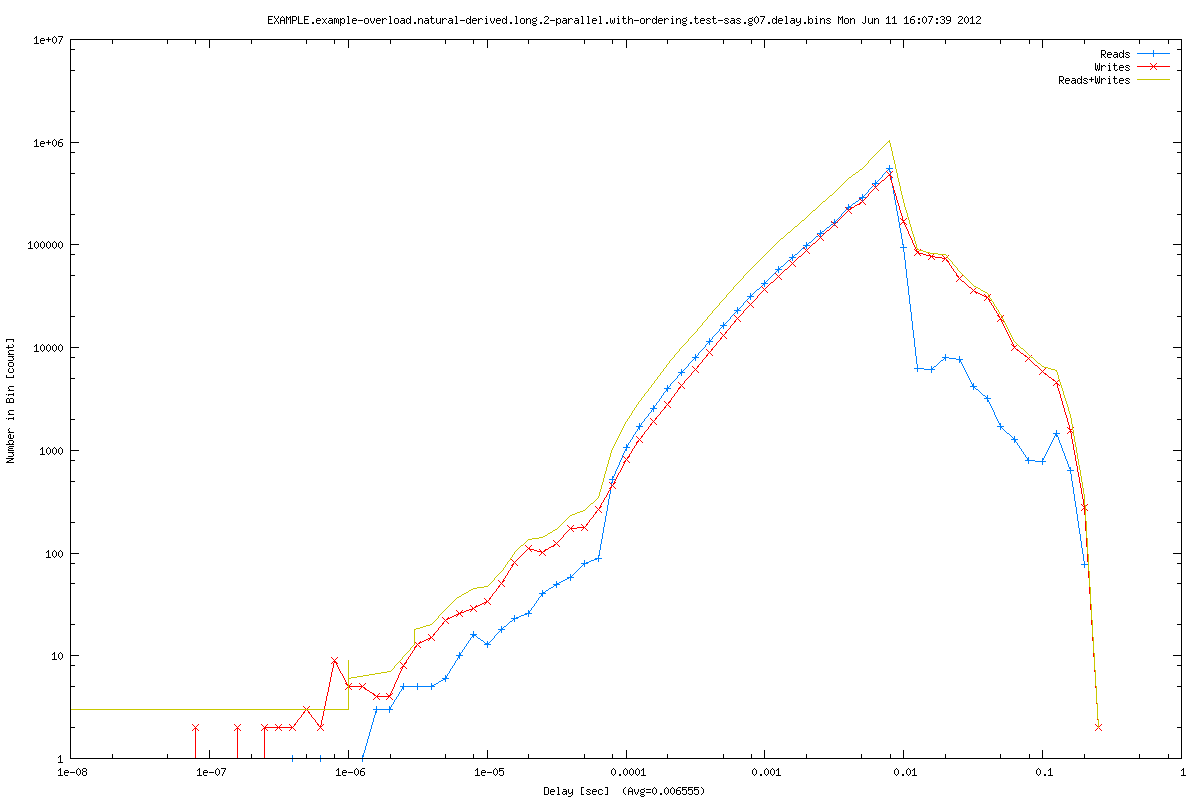 EXAMPLE.example-overload.natural-derived.long.2-parallel.with-ordering.test-sas.g07.delay.bins Mon Jun 11 16:07:39 2012
Reads
Writes
Reads+Writes
1e+07
1e+06
100000
10000
1000
100
10
1
Number in Bin [count]
1e-08 1e-07 1e-06 1e-05 0.0001 0.001 0.01 0.1 1
Delay [sec] (Avg=0.006555)